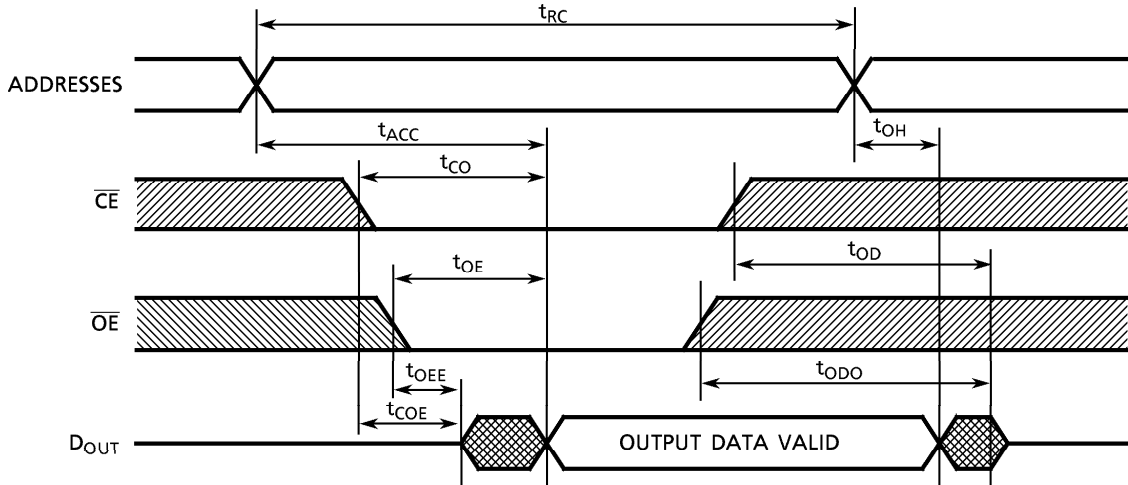 tRC
ADDRESSES
tACC
tOH
tCO
CE
tOD
tOE
OE
tODO
tOEE
tCOE
DOUT
OUTPUT DATA VALID